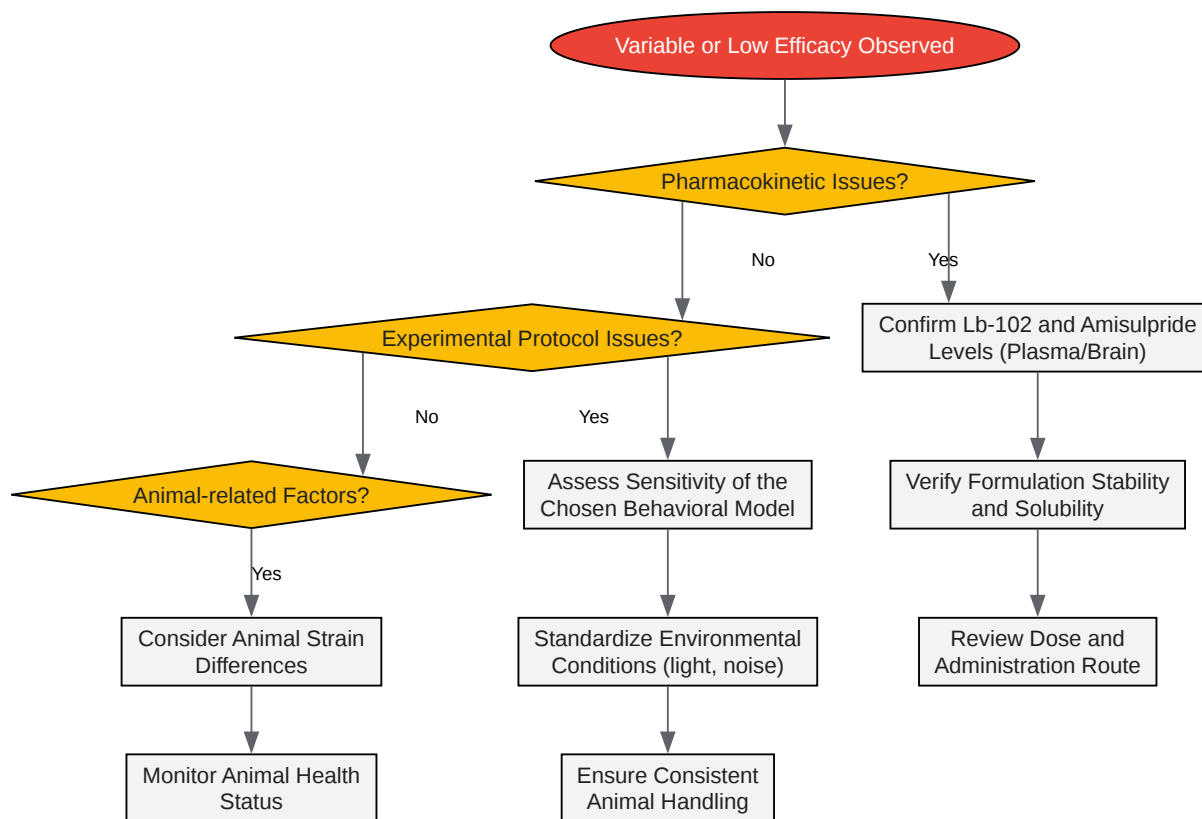 Variable or Low Efficacy Observed
Pharmacokinetic Issues?
No
Yes
Experimental Protocol Issues?
Confirm Lb-102 and Amisulpride
Levels (Plasma/Brain)
No
Yes
Animal-related Factors?
Assess Sensitivity of the
Chosen Behavioral Model
Verify Formulation Stability
and Solubility
Yes
Consider Animal Strain
Differences
Standardize Environmental
Conditions (light, noise)
Review Dose and
Administration Route
Monitor Animal Health
Status
Ensure Consistent
Animal Handling